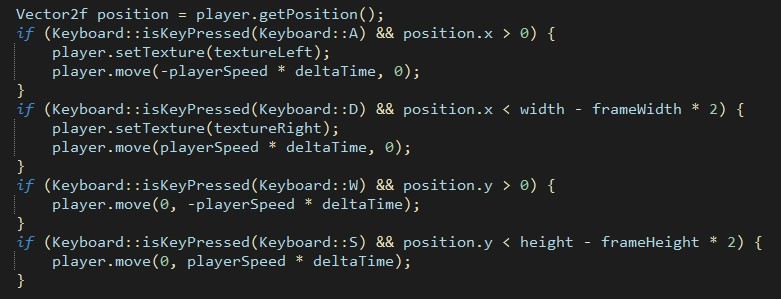 Vector2f position = player.getPosition();
if (Keyboard::isKeyPressed(Keyboard::A) && position.x > 0) {
    player.setTexture(textureLeft);
    player.move(-playerSpeed * deltaTime, 0);
}
if (Keyboard::isKeyPressed(Keyboard::D) && position.x < width - frameWidth * 2) {
    player.setTexture(textureRight);
    player.move(playerSpeed * deltaTime, 0);
}
if (Keyboard::isKeyPressed(Keyboard::W) && position.y > 0) {
    player.move(0, -playerSpeed * deltaTime);
}
if (Keyboard::isKeyPressed(Keyboard::S) && position.y < height - frameHeight * 2) {
    player.move(0, playerSpeed * deltaTime);
}